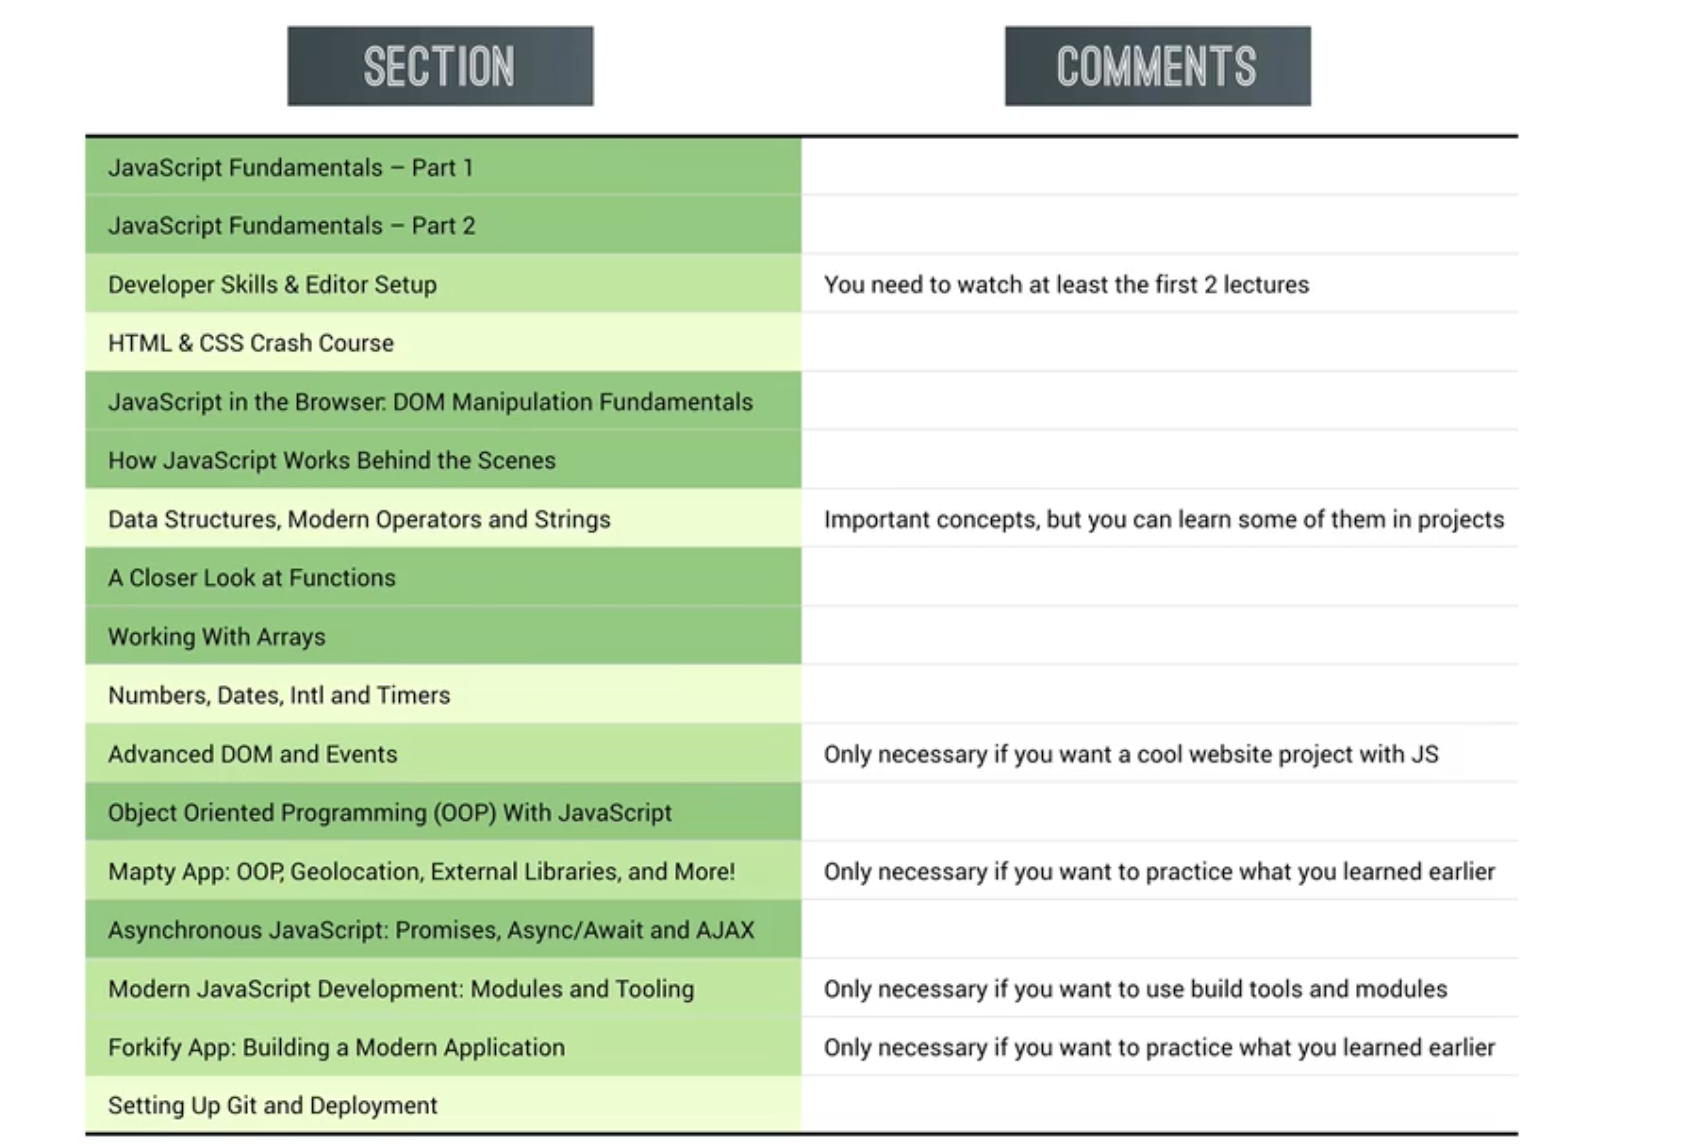 SECTION COMMENTS
JavaScript Fundamentals – Part 1
JavaScript Fundamentals – Part 2
Developer Skills & Editor Setup You need to watch at least the first 2 lectures
HTML & CSS Crash Course
JavaScript in the Browser: DOM Manipulation Fundamentals
How JavaScript Works Behind the Scenes
Data Structures, Modern Operators and Strings Important concepts, but you can learn some of them in projects
A Closer Look at Functions
Working With Arrays
Numbers, Dates, Intl and Timers
Advanced DOM and Events Only necessary if you want a cool website project with JS
Object Oriented Programming (OOP) With JavaScript
Mapty App: OOP, Geolocation, External Libraries, and More! Only necessary if you want to practice what you learned earlier
Asynchronous JavaScript: Promises, Async/Await and AJAX
Modern JavaScript Development: Modules and Tooling Only necessary if you want to use build tools and modules
Forkify App: Building a Modern Application Only necessary if you want to practice what you learned earlier
Setting Up Git and Deployment